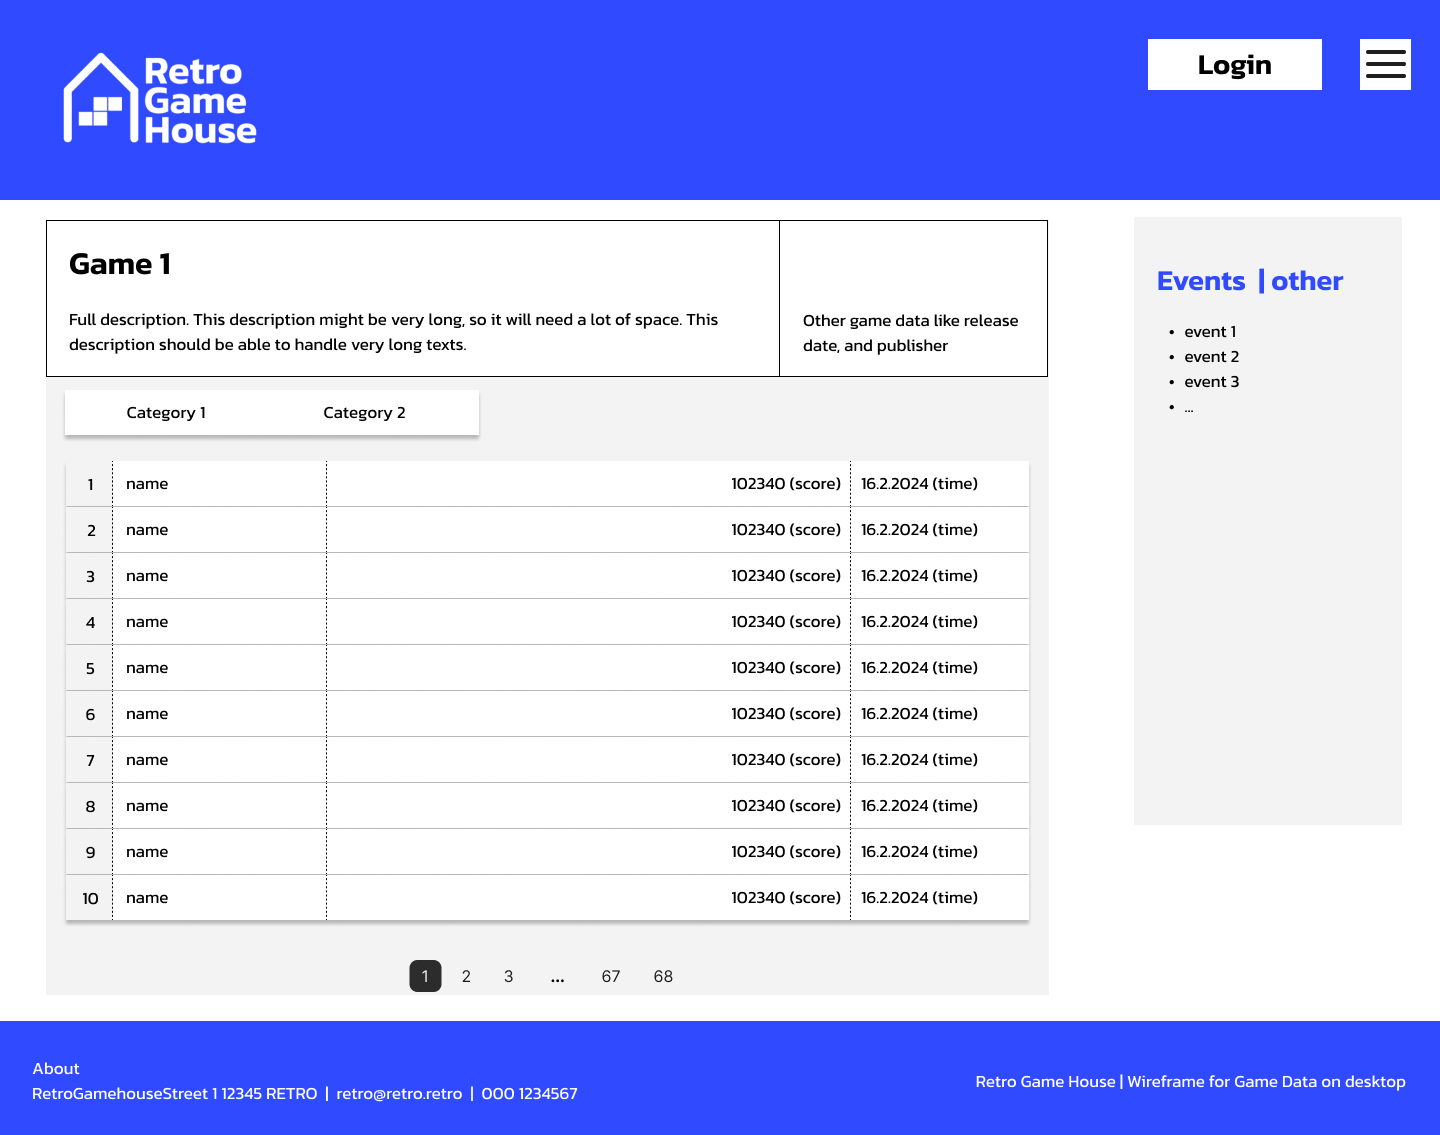 Retro
Game
House
Login
Game 1
Full description. This description might be very long, so it will need a lot of space. This
description should be able to handle very long texts.
Other game data like release
date, and publisher
Events | other
• event 1
• event 2
• event 3
• ...
Category 1 Category 2
1 name 102340 (score) 16.2.2024 (time)
2 name 102340 (score) 16.2.2024 (time)
3 name 102340 (score) 16.2.2024 (time)
4 name 102340 (score) 16.2.2024 (time)
5 name 102340 (score) 16.2.2024 (time)
6 name 102340 (score) 16.2.2024 (time)
7 name 102340 (score) 16.2.2024 (time)
8 name 102340 (score) 16.2.2024 (time)
9 name 102340 (score) 16.2.2024 (time)
10 name 102340 (score) 16.2.2024 (time)
1 2 3 ... 67 68
About
RetroGamehouseStreet 1 12345 RETRO | retro@retro.retro | 000 1234567
Retro Game House | Wireframe for Game Data on desktop